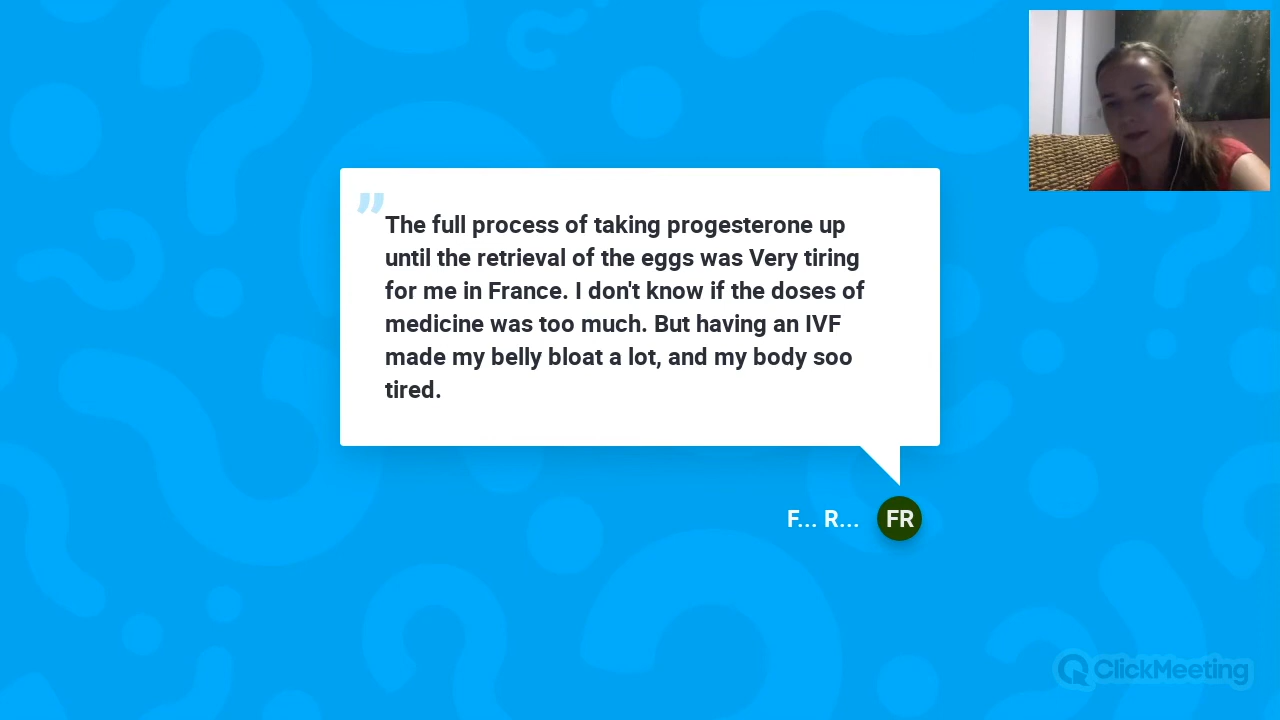 "
The full process of taking progesterone up
until the retrieval of the eggs was Very tiring
for me in France. I don't know if the doses of
medicine was too much. But having an IVF
made my belly bloat a lot, and my body soo
tired.
F... R... FR
ClickMeeting